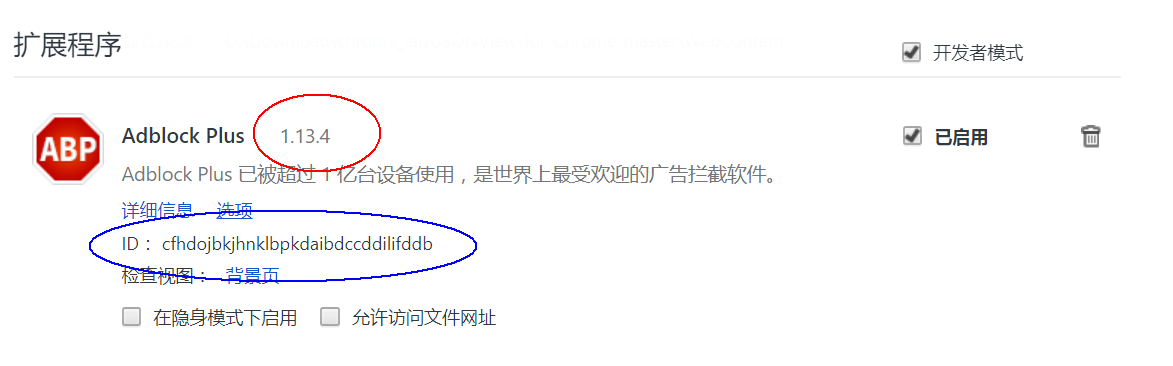 扩展程序
开发者模式
ABP
Adblock Plus 1.13.4
已启用
Adblock Plus 已被超过 1 亿台设备使用，是世界上最受欢迎的广告拦截软件。
详细信息 选项
ID： cfhdojbkjhnklbpkdaibdccddilifddb
检查视图： 背景页
在隐身模式下启用 允许访问文件网址